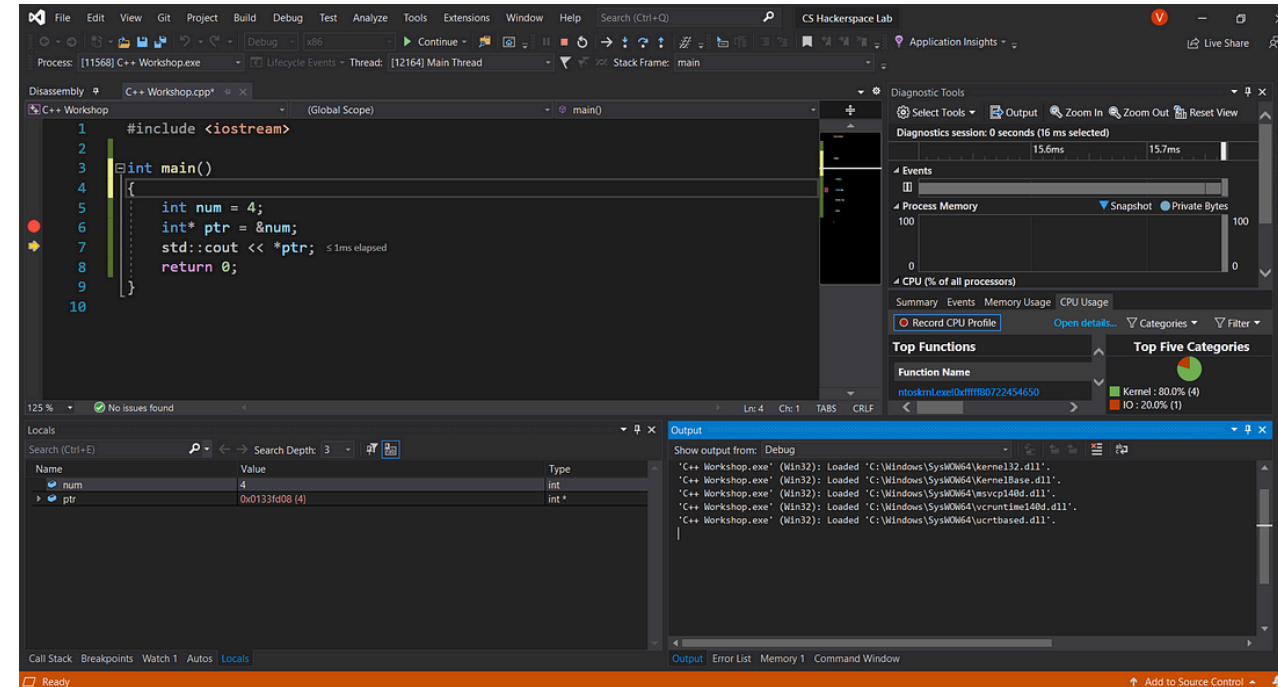 File Edit View Git Project Build Debug Test Analyze Tools Extensions Window Help Search (Ctrl+Q) CS Hackerspace Lab V
Debug x86 Continue Application Insights Live Share
Process: [11568] C++ Workshop.exe Lifecycle Events Thread: [12164] Main Thread Stack Frame: main
Disassembly C++ Workshop.cpp*
C++ Workshop (Global Scope) main()
1 #include <iostream>
2
3 int main()
4 {
5 int num = 4;
6 int* ptr = &num;
7 std::cout << *ptr; ≤ 1ms elapsed
8 return 0;
9 }
10
125 % No issues found Ln: 4 Ch: 1 TABS CRLF
Diagnostic Tools
Select Tools Output Zoom In Zoom Out Reset View
Diagnostics session: 0 seconds (16 ms selected)
15.6ms 15.7ms
Events
Process Memory Snapshot Private Bytes
100 100
0 0
CPU (% of all processors)
Summary Events Memory Usage CPU Usage
Record CPU Profile Open details... Categories Filter
Top Functions Top Five Categories
Function Name
ntoskrnl.exe!0xfffff80722454650
Kernel : 80.0% (4)
IO : 20.0% (1)
Locals
Search (Ctrl+E) Search Depth: 3
Name Value Type
num 4 int
ptr 0x0133fd08 {4} int *
Call Stack Breakpoints Watch 1 Autos Locals
Output
Show output from: Debug
'C++ Workshop.exe' (Win32): Loaded 'C:\Windows\SysWOW64\kernel32.dll'.
'C++ Workshop.exe' (Win32): Loaded 'C:\Windows\SysWOW64\KernelBase.dll'.
'C++ Workshop.exe' (Win32): Loaded 'C:\Windows\SysWOW64\msvcp140d.dll'.
'C++ Workshop.exe' (Win32): Loaded 'C:\Windows\SysWOW64\vcruntime140d.dll'.
'C++ Workshop.exe' (Win32): Loaded 'C:\Windows\SysWOW64\ucrtbased.dll'.
Output Error List Memory 1 Command Window
Ready Add to Source Control